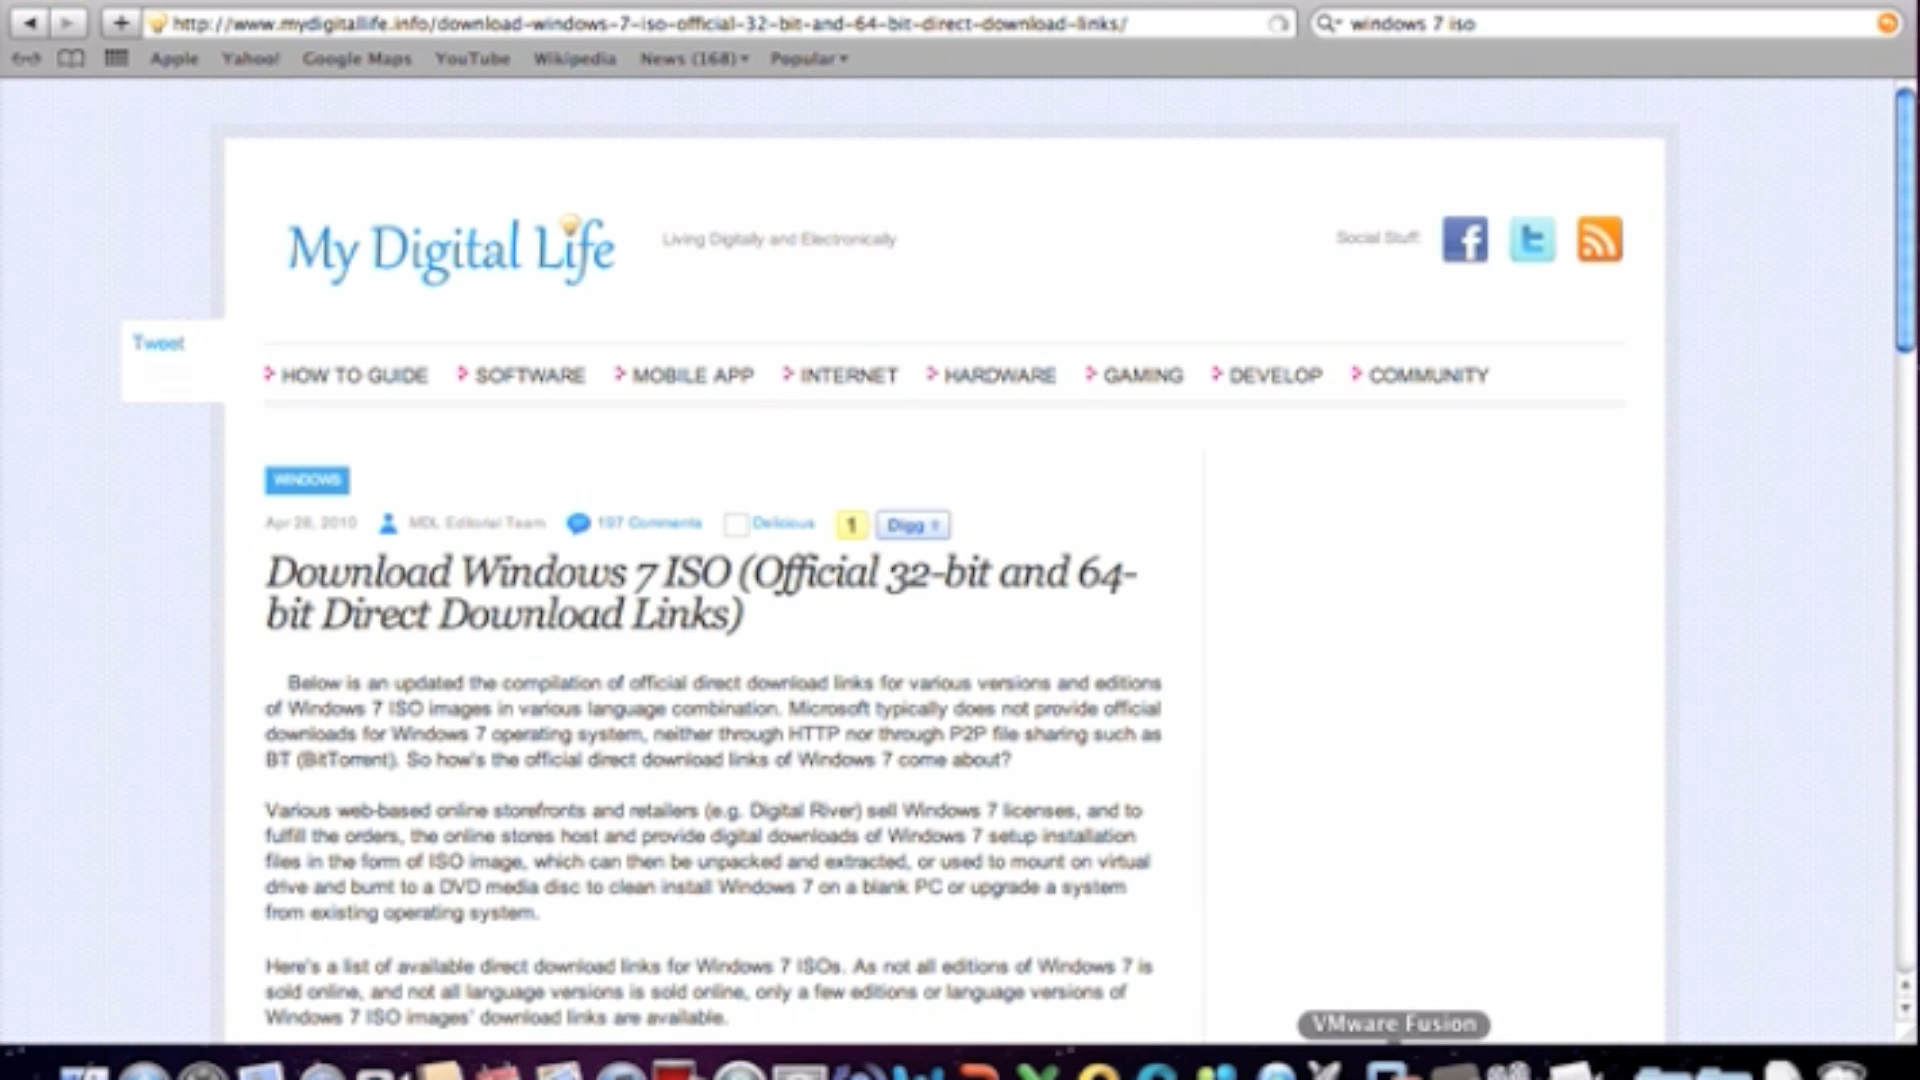 http://www.mydigitallife.info/download-windows-7-iso-official-32-bit-and-64-bit-direct-download-links/
windows 7 iso
Apple Yahoo! Google Maps YouTube Wikipedia News (168) Popular
My Digital Life
Living Digitally and Electronically
Social Stuff:
Tweet
HOW TO GUIDE SOFTWARE MOBILE APP INTERNET HARDWARE GAMING DEVELOP COMMUNITY
WINDOWS
Apr 28, 2010 MDL Editorial Team 197 Comments Delicious 1 Digg
Download Windows 7 ISO (Official 32-bit and 64-
bit Direct Download Links)
Below is an updated the compilation of official direct download links for various versions and editions
of Windows 7 ISO images in various language combination. Microsoft typically does not provide official
downloads for Windows 7 operating system, neither through HTTP nor through P2P file sharing such as
BT (BitTorrent). So how's the official direct download links of Windows 7 come about?
Various web-based online storefronts and retailers (e.g. Digital River) sell Windows 7 licenses, and to
fulfill the orders, the online stores host and provide digital downloads of Windows 7 setup installation
files in the form of ISO image, which can then be unpacked and extracted, or used to mount on virtual
drive and burnt to a DVD media disc to clean install Windows 7 on a blank PC or upgrade a system
from existing operating system.
Here's a list of available direct download links for Windows 7 ISOs. As not all editions of Windows 7 is
sold online, and not all language versions is sold online, only a few editions or language versions of
Windows 7 ISO images' download links are available.
VMware Fusion